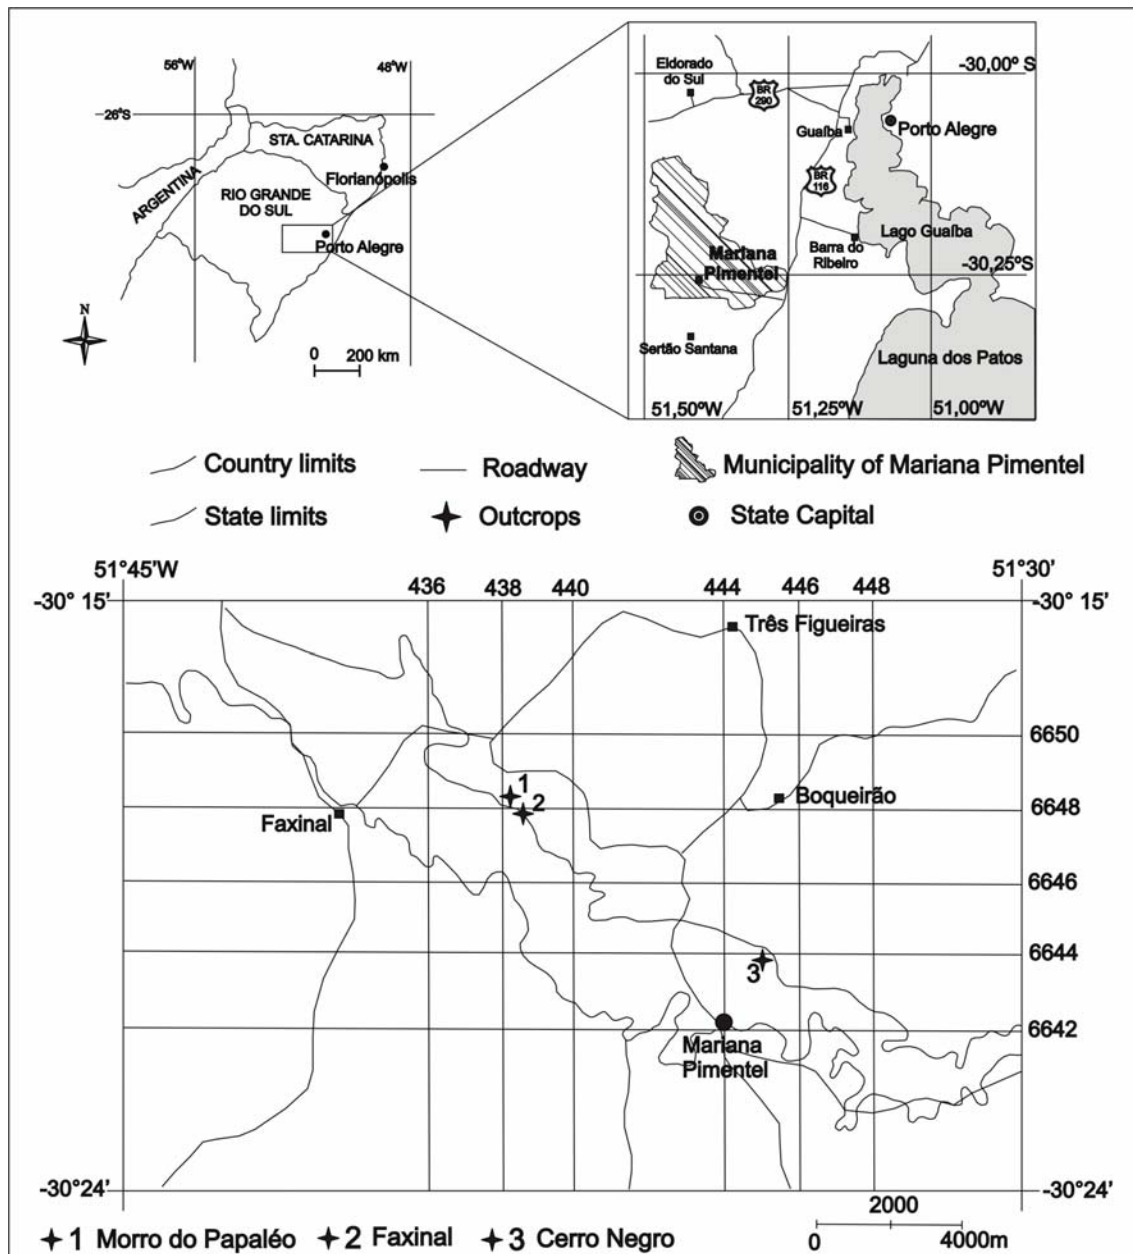 56°W
48°W
26°S
STA. CATARINA
Florianópolis
ARGENTINA
RIO GRANDE
DO SUL
Porto Alegre
N
0 200 km
Eldorado
do Sul
BR
290
-30,00° S
Guaíba
Porto Alegre
BR
116
Lago Guaíba
Mariana
Pimentel
Barra do
Ribeiro
-30,25°S
Sertão Santana
Laguna dos Patos
51,50°W
51,25°W
51,00°W
Country limits
Roadway
Municipality of Mariana Pimentel
State limits
Outcrops
State Capital
51°45'W
436
438
440
444
446
448
51°30'
-30° 15'
-30° 15'
Três Figueiras
6650
1
2
Boqueirão
6648
Faxinal
6646
6644
3
6642
Mariana
Pimentel
-30°24'
-30°24'
2000
0 4000m
1 Morro do Papaléo 2 Faxinal 3 Cerro Negro